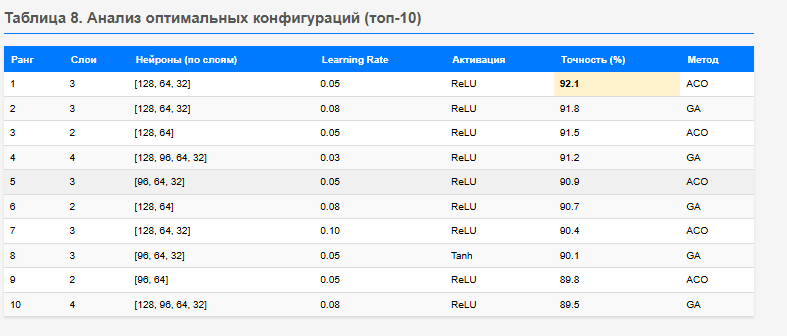 Таблица 8. Анализ оптимальных конфигураций (топ-10)
Ранг Слои Нейроны (по слоям) Learning Rate Активация Точность (%) Метод
1 3 [128, 64, 32] 0.05 ReLU 92.1 ACO
2 3 [128, 64, 32] 0.08 ReLU 91.8 GA
3 2 [128, 64] 0.05 ReLU 91.5 ACO
4 4 [128, 96, 64, 32] 0.03 ReLU 91.2 GA
5 3 [96, 64, 32] 0.05 ReLU 90.9 ACO
6 2 [128, 64] 0.08 ReLU 90.7 GA
7 3 [128, 64, 32] 0.10 ReLU 90.4 ACO
8 3 [96, 64, 32] 0.05 Tanh 90.1 GA
9 2 [96, 64] 0.05 ReLU 89.8 ACO
10 4 [128, 96, 64, 32] 0.08 ReLU 89.5 GA